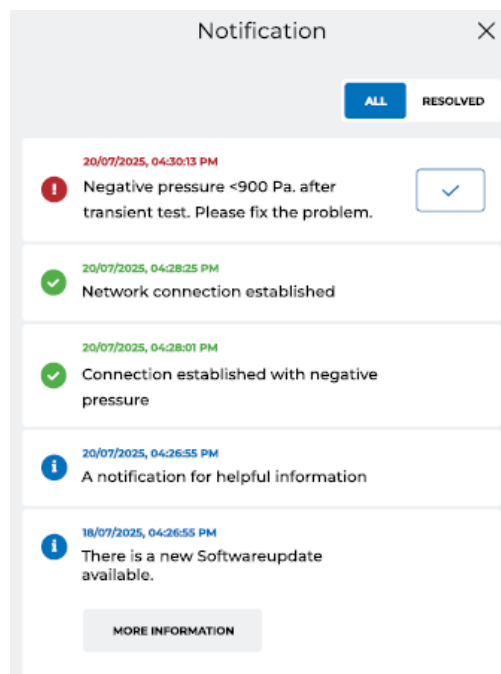 Notification
ALL RESOLVED
20/07/2025, 04:30:13 PM
Negative pressure <900 Pa. after
transient test. Please fix the problem.
20/07/2025, 04:28:25 PM
Network connection established
20/07/2025, 04:28:01 PM
Connection established with negative
pressure
20/07/2025, 04:26:55 PM
A notification for helpful information
18/07/2025, 04:26:55 PM
There is a new Softwareupdate
available.
MORE INFORMATION